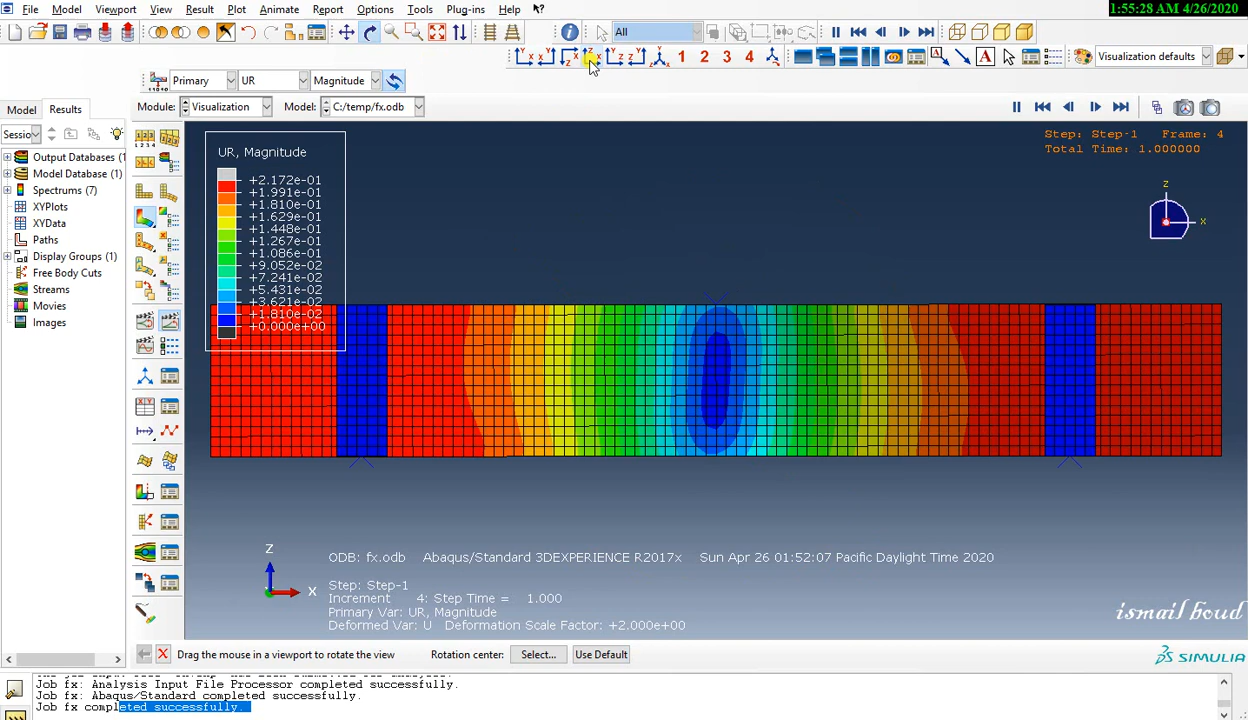 File Model Viewport View Result Plot Animate Report Options Tools Plug-ins Help
1:55:28 AM 4/26/2020
All
1 2 3 4 Visualization defaults
Primary UR Magnitude
Model Results Module: Visualization Model: C:/temp/fx.odb
Sessio
Output Databases (1
Model Database (1
Spectrums (7)
XYPlots
XYData
Paths
Display Groups (1)
Free Body Cuts
Streams
Movies
Images
UR, Magnitude
+2.172e-01
+1.991e-01
+1.810e-01
+1.629e-01
+1.448e-01
+1.267e-01
+1.086e-01
+9.052e-02
+7.241e-02
+5.431e-02
+3.621e-02
+1.810e-02
+0.000e+00
Step: Step-1 Frame: 4
Total Time: 1.000000
Z
X
Z
X
ODB: fx.odb Abaqus/Standard 3DEXPERIENCE R2017x Sun Apr 26 01:52:07 Pacific Daylight Time 2020
Step: Step-1
Increment 4: Step Time = 1.000
Primary Var: UR, Magnitude
Deformed Var: U Deformation Scale Factor: +2.000e+00
ismail boud
Drag the mouse in a viewport to rotate the view Rotation center: Select... Use Default
SIMULIA
Job fx: Analysis Input File Processor completed successfully.
Job fx: Abaqus/Standard completed successfully.
Job fx completed successfully.